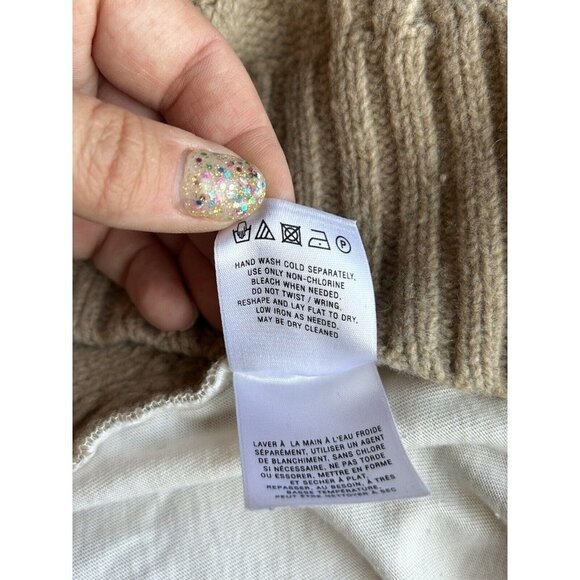 P
HAND WASH COLD SEPARATELY.
USE ONLY NON-CHLORINE
BLEACH WHEN NEEDED.
DO NOT TWIST / WRING.
RESHAPE AND LAY FLAT TO DRY.
LOW IRON AS NEEDED.
MAY BE DRY CLEANED
LAVER À LA MAIN À L'EAU FROIDE
SÉPARÉMENT, UTILISER UN AGENT
DE BLANCHIMENT, SANS CHLORE
SI NÉCESSAIRE, NE PAS TORDE
OU ESSOREZ. METTRE EN FORME
ET SÉCHER À PLAT,
REPASSER, AU BESOIN, À TRÈS
BASSE TEMPÉRATURE
PEUT ÊTRE NETTOYER À SEC